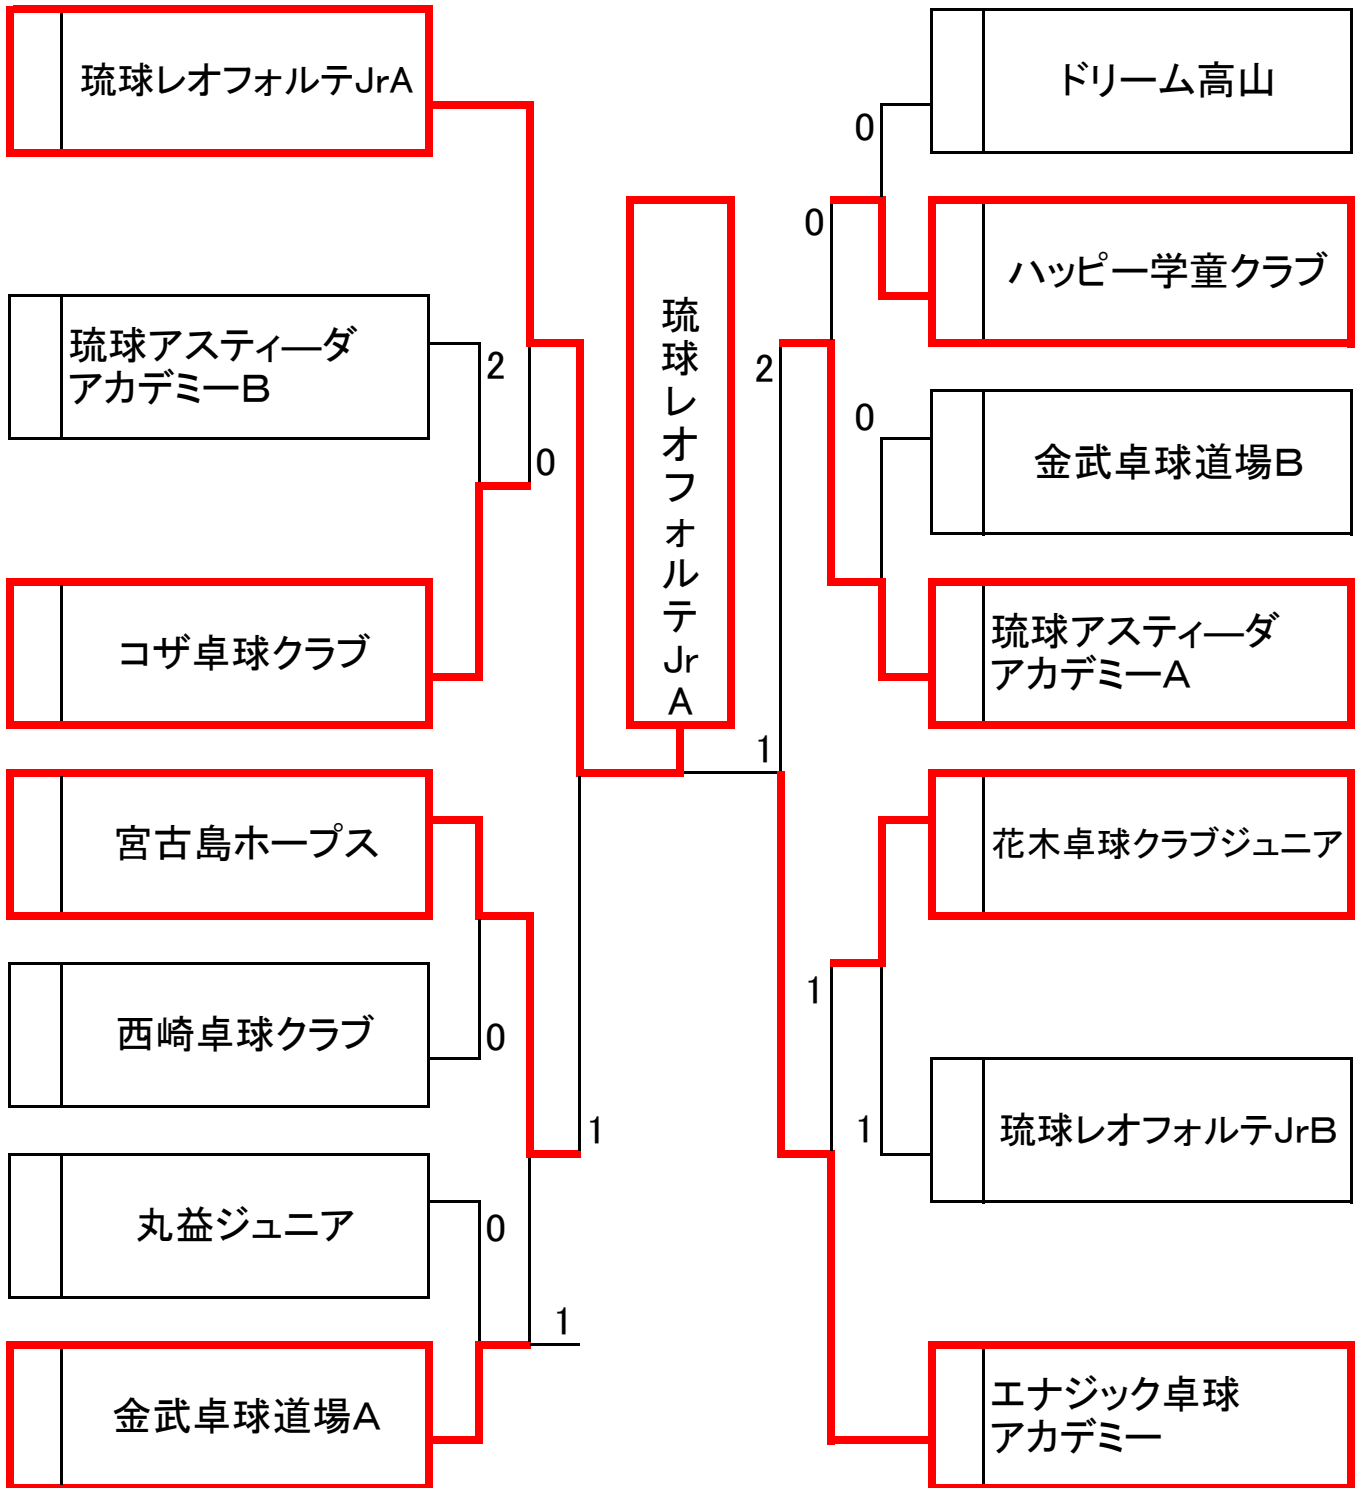 琉球レオフォルテJrA
琉球アスティ―ダ
アカデミーB
2
0
コザ卓球クラブ
宮古島ホープス
西崎卓球クラブ
0
1
丸益ジュニア
0
1
金武卓球道場A
琉球レオフォルテJrA
1
ドリーム高山
0
0
ハッピー学童クラブ
2
0
金武卓球道場B
琉球アスティ―ダ
アカデミーA
花木卓球クラブジュニア
1
1
琉球レオフォルテJrB
エナジック卓球
アカデミー